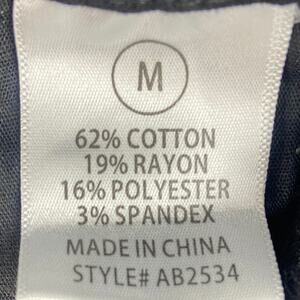 M
62% COTTON
19% RAYON
16% POLYESTER
3% SPANDEX
MADE IN CHINA
STYLE# AB2534